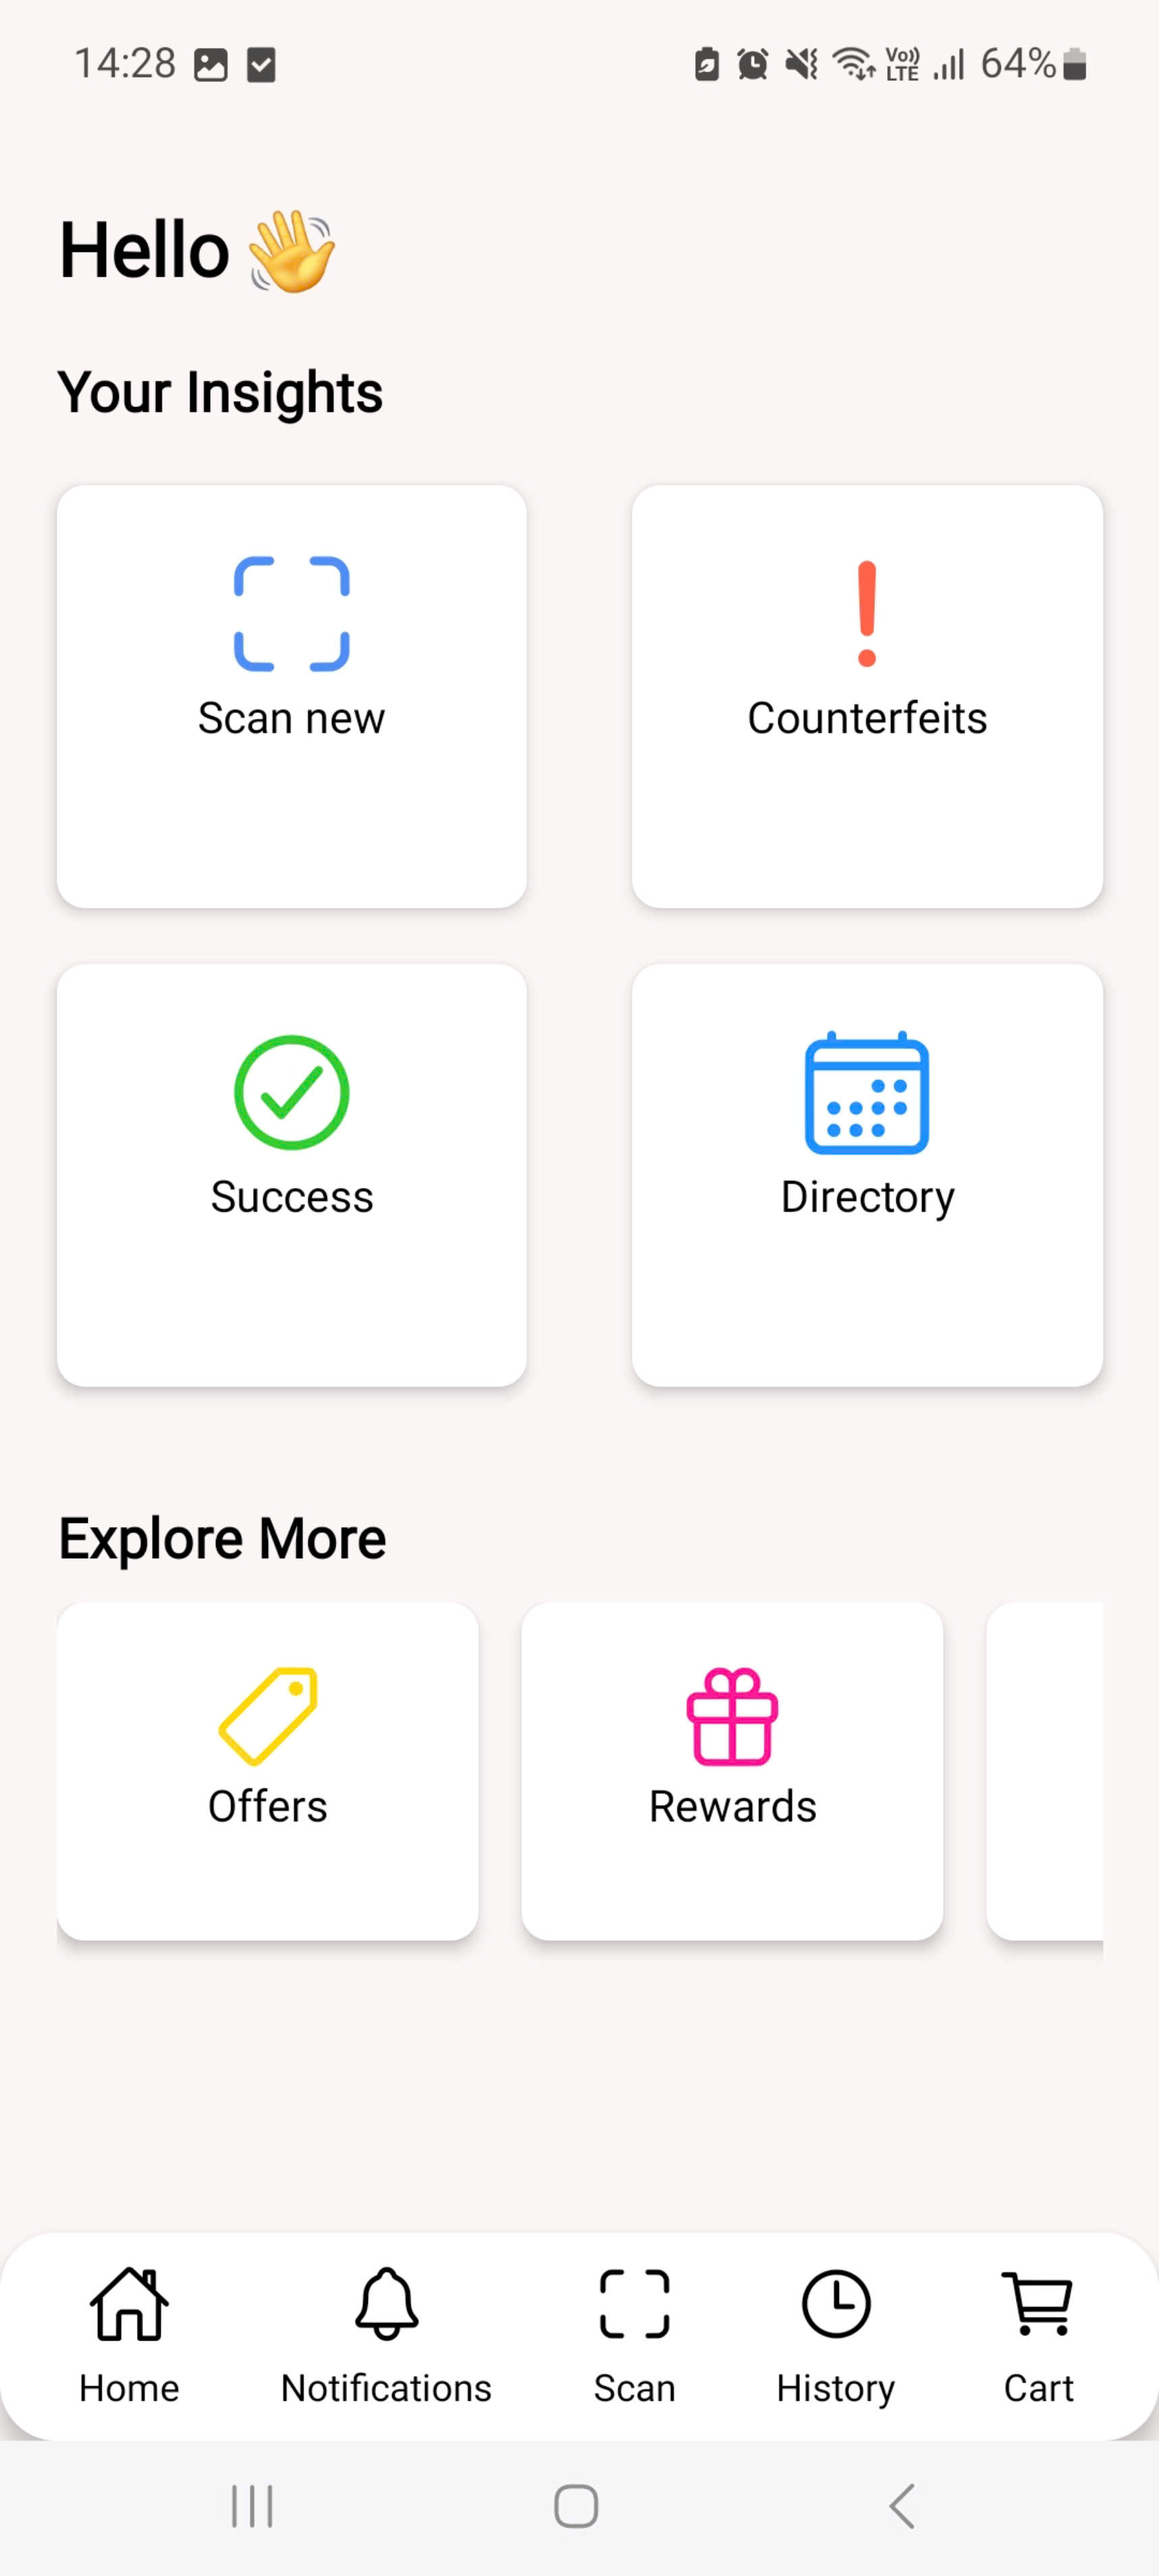 14:28 Vo)) LTE 64%
Hello 👋
Your Insights
Scan new Counterfeits
Success Directory
Explore More
Offers Rewards
Home Notifications Scan History Cart